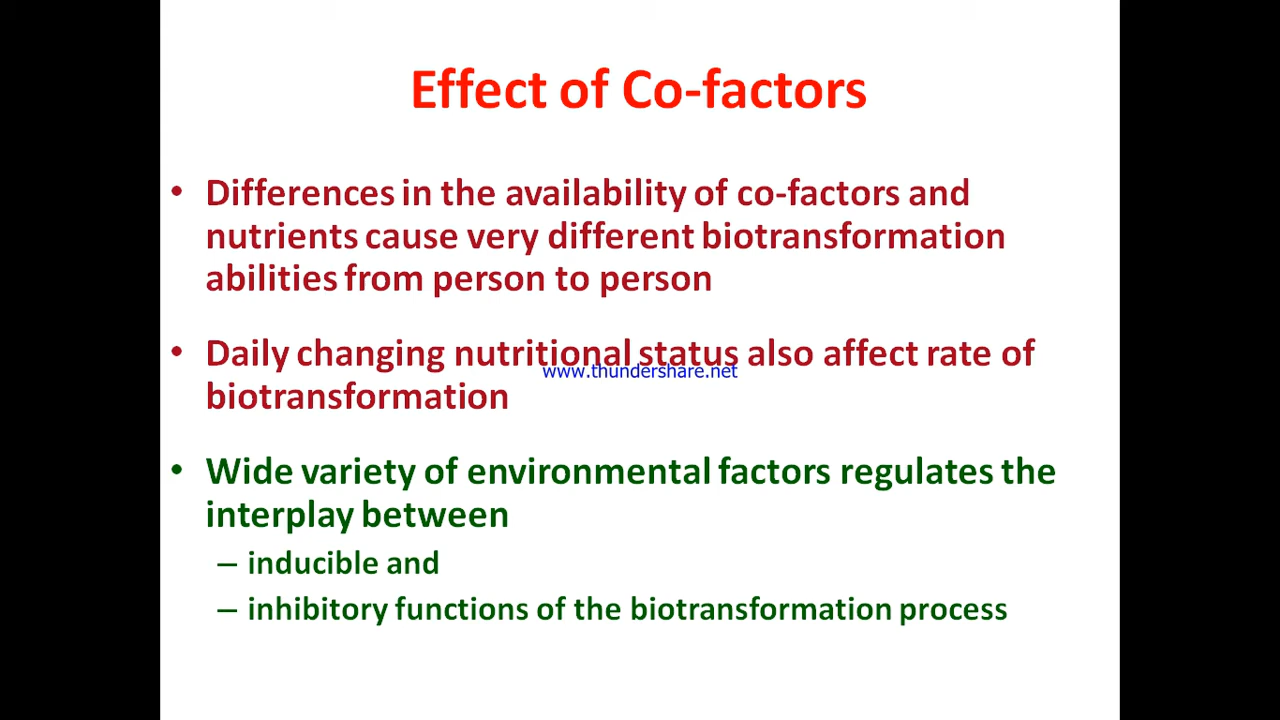 Effect of Co-factors
• Differences in the availability of co-factors and
nutrients cause very different biotransformation
abilities from person to person
• Daily changing nutritional status also affect rate of
www.thundershare.net
biotransformation
• Wide variety of environmental factors regulates the
interplay between
– inducible and
– inhibitory functions of the biotransformation process